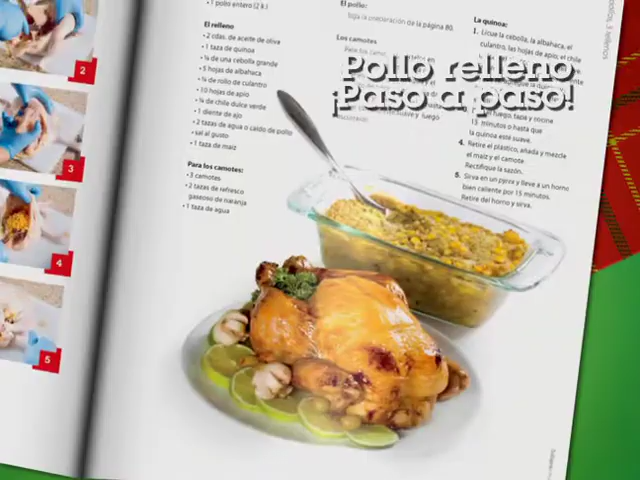 • 1 pollo entero (2 k.)
El relleno
• 2 cdas. de aceite de oliva
• 1 taza de quinoa
• ¼ de una cebolla grande
• 5 hojas de albahaca
• ¼ de rollo de culantro
• 10 hojas de apio
• ¼ de chile dulce verde
• 1 diente de ajo
• 2 tazas de agua o caldo de pollo
• sal al gusto
• 1 taza de maíz
Para los camotes:
• 3 camotes
• 2 tazas de refresco
gaseoso de naranja
• 1 taza de agua
El pollo:
Siga la preparación de la página 80.
Los camotes
La quinoa:
1. Licúe la cebolla, la albahaca, el
culantro, las hojas de apio, el chile
Pollo relleno
¡Paso a paso!
15 minutos o hasta que
la quinoa esté suave.
4. Retire el plástico, añada y mezcle
el maíz y el camote
Rectifique la sazón.
5. Sirva en un pyrex y lleve a un horno
bien caliente por 15 minutos.
Retire del horno y sirva.
2
3
4
5